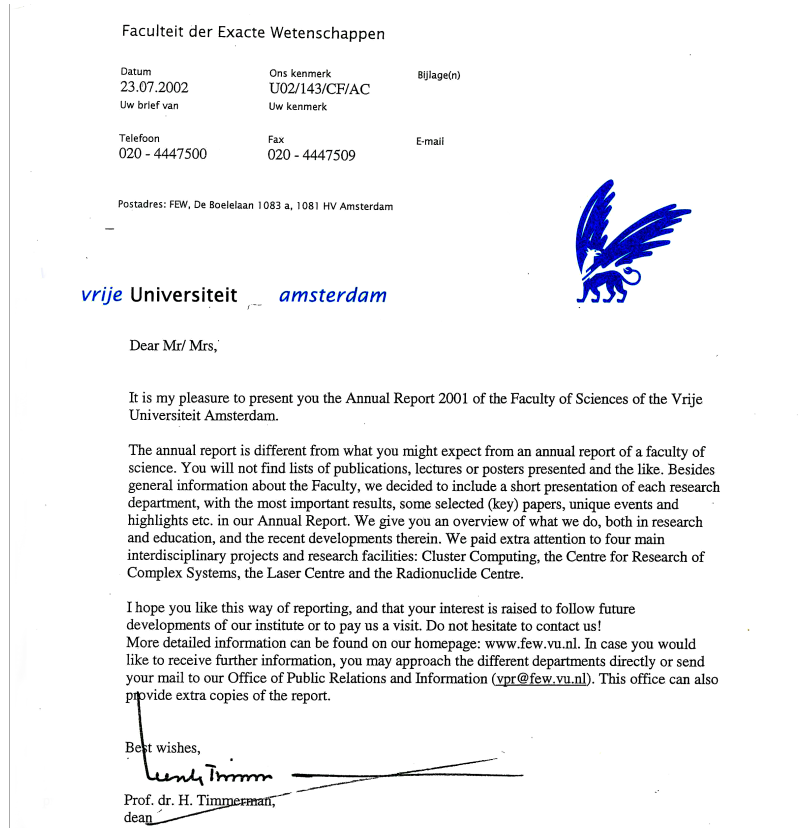 Faculteit der Exacte Wetenschappen
Datum Ons kenmerk Bijlage(n)
23.07.2002 U02/143/CF/AC
Uw brief van Uw kenmerk
Telefoon Fax E-mail
020 - 4447500 020 - 4447509
Postadres: FEW, De Boelelaan 1083 a, 1081 HV Amsterdam
vrije Universiteit amsterdam
Dear Mr/ Mrs,
It is my pleasure to present you the Annual Report 2001 of the Faculty of Sciences of the Vrije
Universiteit Amsterdam.
The annual report is different from what you might expect from an annual report of a faculty of
science. You will not find lists of publications, lectures or posters presented and the like. Besides
general information about the Faculty, we decided to include a short presentation of each research
department, with the most important results, some selected (key) papers, unique events and
highlights etc. in our Annual Report. We give you an overview of what we do, both in research
and education, and the recent developments therein. We paid extra attention to four main
interdisciplinary projects and research facilities: Cluster Computing, the Centre for Research of
Complex Systems, the Laser Centre and the Radionuclide Centre.
I hope you like this way of reporting, and that your interest is raised to follow future
developments of our institute or to pay us a visit. Do not hesitate to contact us!
More detailed information can be found on our homepage: www.few.vu.nl. In case you would
like to receive further information, you may approach the different departments directly or send
your mail to our Office of Public Relations and Information (vpr@few.vu.nl). This office can also
provide extra copies of the report.
Best wishes,
Prof. dr. H. Timmerman,
dean